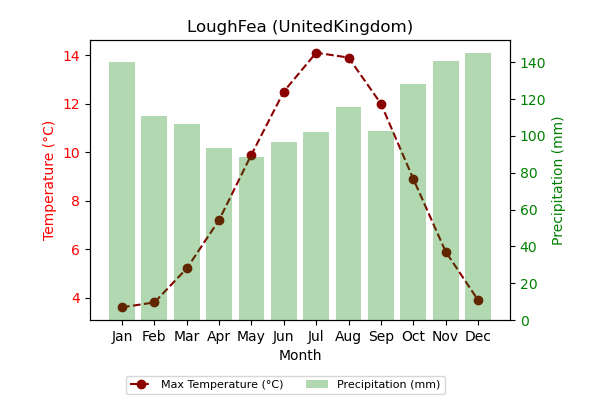 LoughFea (UnitedKingdom)
14
12
10
8
6
4
Temperature (°C)
140
120
100
80
60
40
20
0
Precipitation (mm)
Jan Feb Mar Apr May Jun Jul Aug Sep Oct Nov Dec
Month
Max Temperature (°C) Precipitation (mm)